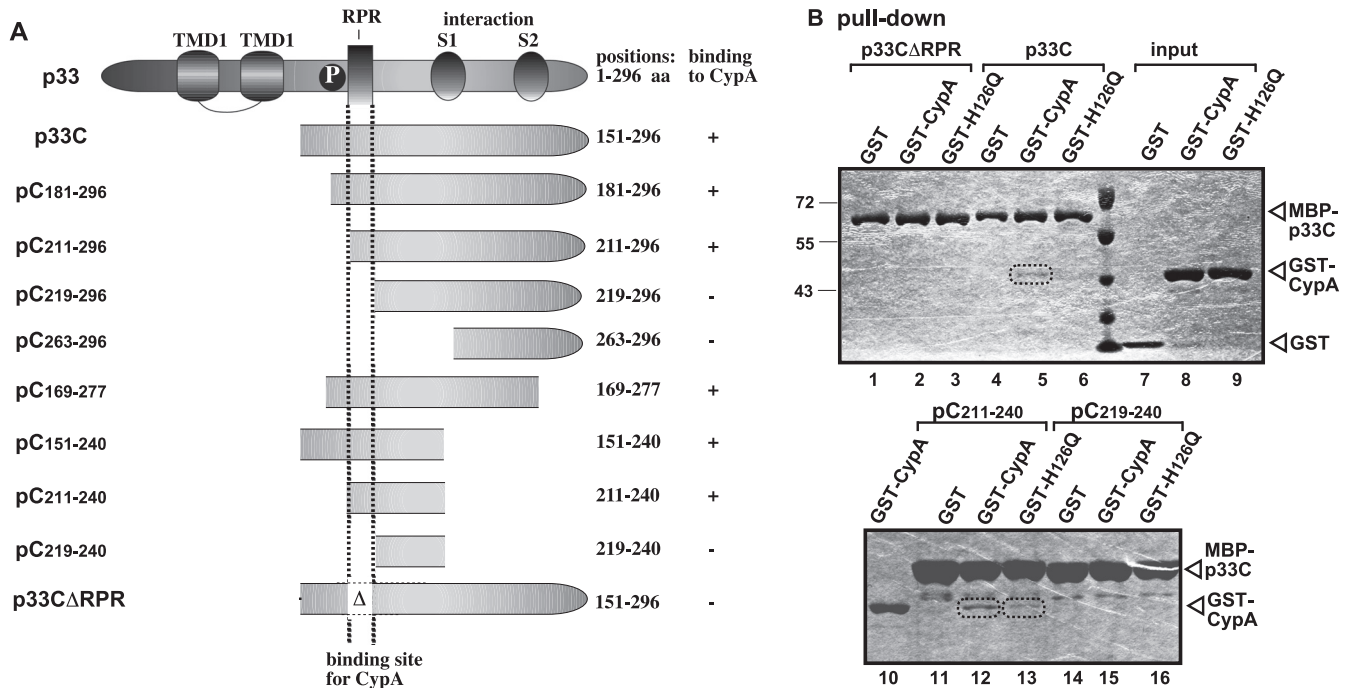 A
RPR
interaction
TMD1 TMD1
S1 S2
positions: binding
1-296 aa to CypA
p33
P
p33C 151-296 +
pC181-296 181-296 +
pC211-296 211-296 +
pC219-296 219-296 -
pC263-296 263-296 -
pC169-277 169-277 +
pC151-240 151-240 +
pC211-240 211-240 +
pC219-240 219-240 -
p33CΔRPR Δ 151-296 -
binding site
for CypA
B pull-down
p33CΔRPR p33C input
GST GST-CypA GST-H126Q GST GST-CypA GST-H126Q GST GST-CypA GST-H126Q
72
55
43
MBP-
p33C
GST-
CypA
GST
1 2 3 4 5 6 7 8 9
pC211-240 pC219-240
GST-CypA GST GST-CypA GST-H126Q GST GST-CypA GST-H126Q
MBP-
p33C
GST-
CypA
10 11 12 13 14 15 16